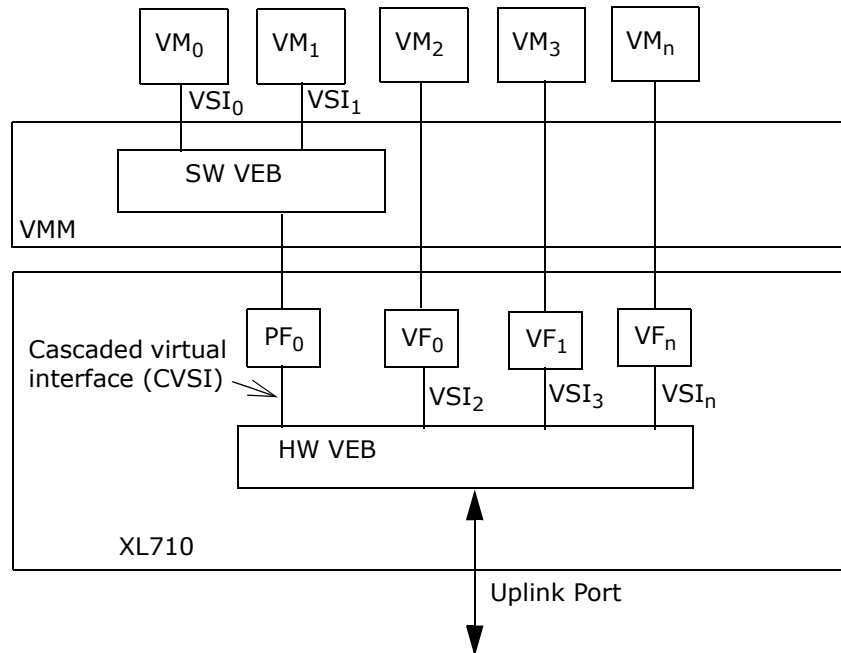 VM0
VM1
VM2
VM3
VMn
VSI0
VSI1
SW VEB
VMM
PF0
VF0
VF1
VFn
Cascaded virtual
interface (CVSI)
VSI2
VSI3
VSIn
HW VEB
XL710
Uplink Port